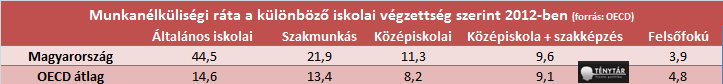 Munkanélküliségi ráta a különböző iskolai végzettség szerint 2012-ben (forrás: OECD)
Általános iskolai Szakmunkás Középiskolai Középiskola + szakképzés Felsőfokú
Magyarország 44,5 21,9 11,3 9,6 3,9
OECD átlag 14,6 13,4 8,2 9,1 TÉNYTÁR 4,8